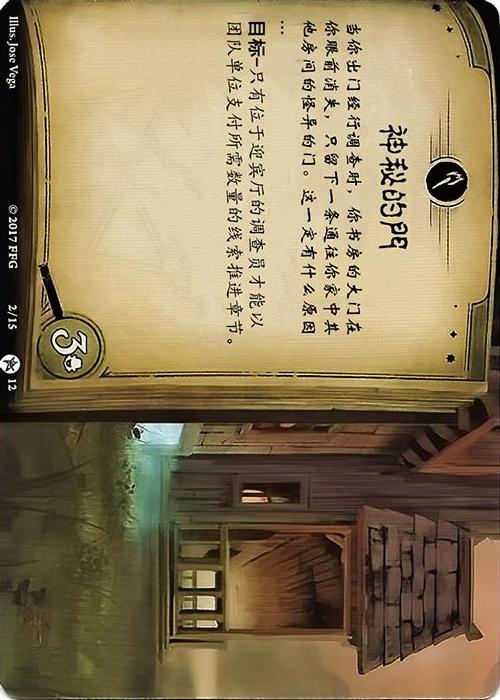 神秘的門
当你出门经行调查时，你书房的大门在
你眼前消失，只留下一条通往你家中其
他房间的怪异的门。这一定有什么原因
…
目标–只有位于迎宾厅的调查员才能以
团队单位支付所需数量的线索推进章节。
3
Illus. Jose Vega
© 2017 FFG
2/15
12